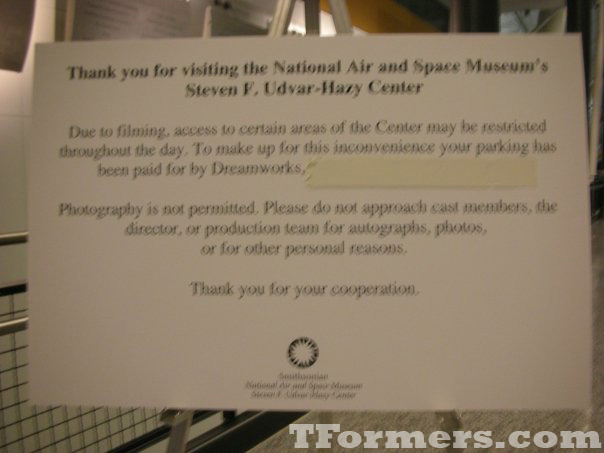 Thank you for visiting the National Air and Space Museum's
Steven F. Udvar-Hazy Center
Due to filming, access to certain areas of the Center may be restricted
throughout the day. To make up for this inconvenience your parking has
been paid for by Dreamworks,
Photography is not permitted. Please do not approach cast members, the
director, or production team for autographs, photos,
or for other personal reasons.
Thank you for your cooperation.
Smithsonian
National Air and Space Museum
Steven F. Udvar-Hazy Center
TFormers.com